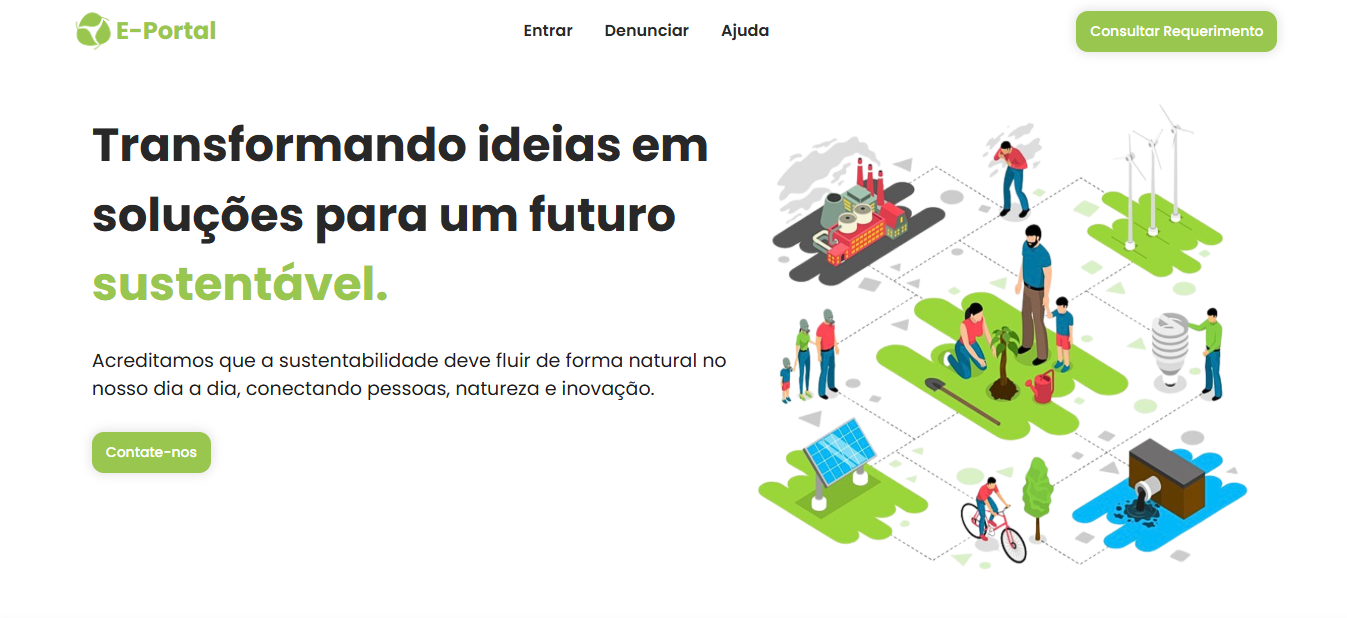 E-Portal
Entrar
Denunciar
Ajuda
Consultar Requerimento
Transformando ideias em
soluções para um futuro
sustentável.
Acreditamos que a sustentabilidade deve fluir de forma natural no
nosso dia a dia, conectando pessoas, natureza e inovação.
Contate-nos